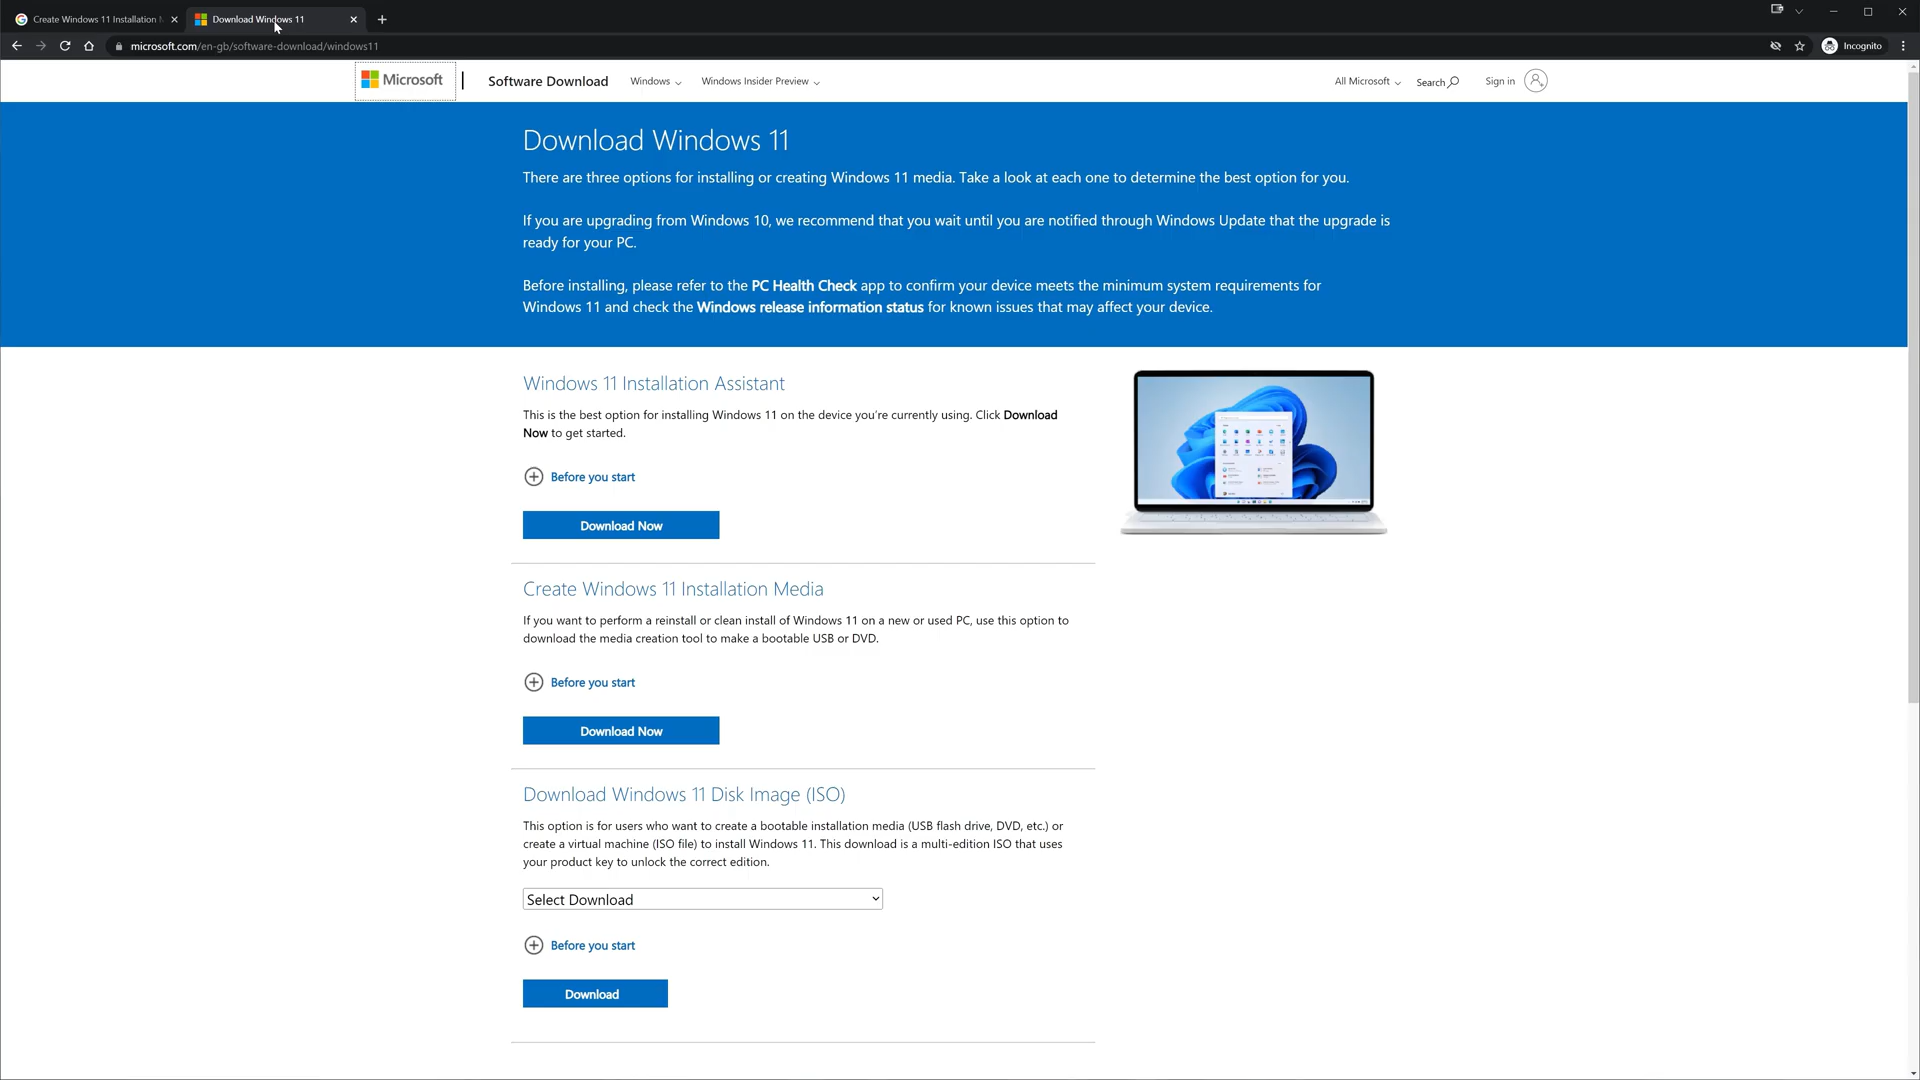 Create Windows 11 Installation M
Download Windows 11
microsoft.com/en-gb/software-download/windows11
Incognito
Microsoft
Software Download
Windows
Windows Insider Preview
All Microsoft
Search
Sign in
Download Windows 11
There are three options for installing or creating Windows 11 media. Take a look at each one to determine the best option for you.
If you are upgrading from Windows 10, we recommend that you wait until you are notified through Windows Update that the upgrade is
ready for your PC.
Before installing, please refer to the PC Health Check app to confirm your device meets the minimum system requirements for
Windows 11 and check the Windows release information status for known issues that may affect your device.
Windows 11 Installation Assistant
This is the best option for installing Windows 11 on the device you're currently using. Click Download
Now to get started.
Before you start
Download Now
Create Windows 11 Installation Media
If you want to perform a reinstall or clean install of Windows 11 on a new or used PC, use this option to
download the media creation tool to make a bootable USB or DVD.
Before you start
Download Now
Download Windows 11 Disk Image (ISO)
This option is for users who want to create a bootable installation media (USB flash drive, DVD, etc.) or
create a virtual machine (ISO file) to install Windows 11. This download is a multi-edition ISO that uses
your product key to unlock the correct edition.
Select Download
Before you start
Download